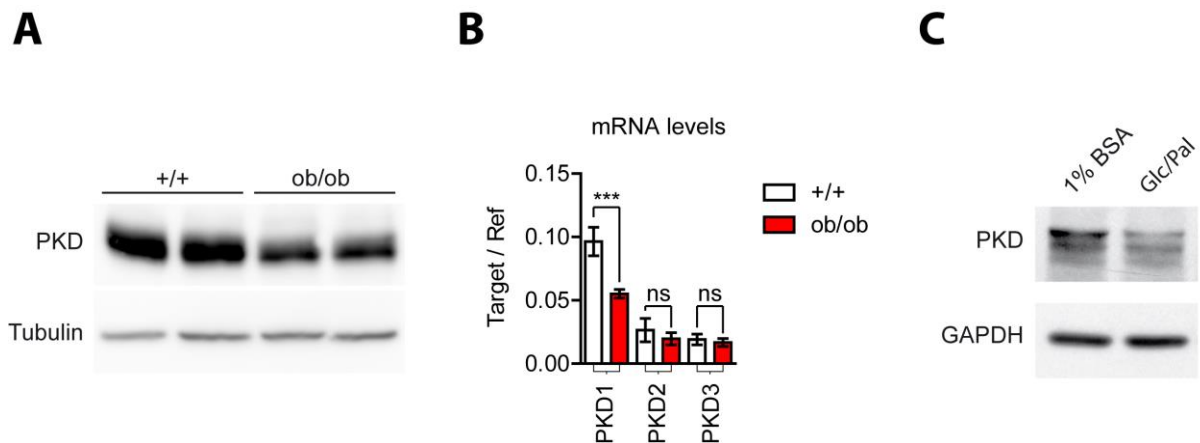 A
B
C
+/+
ob/ob
PKD
Tubulin
mRNA levels
Target / Ref
0.15
0.10
0.05
0.00
***
ns
ns
PKD1
PKD2
PKD3
+/+
ob/ob
1% BSA
Glc/Pal
PKD
GAPDH